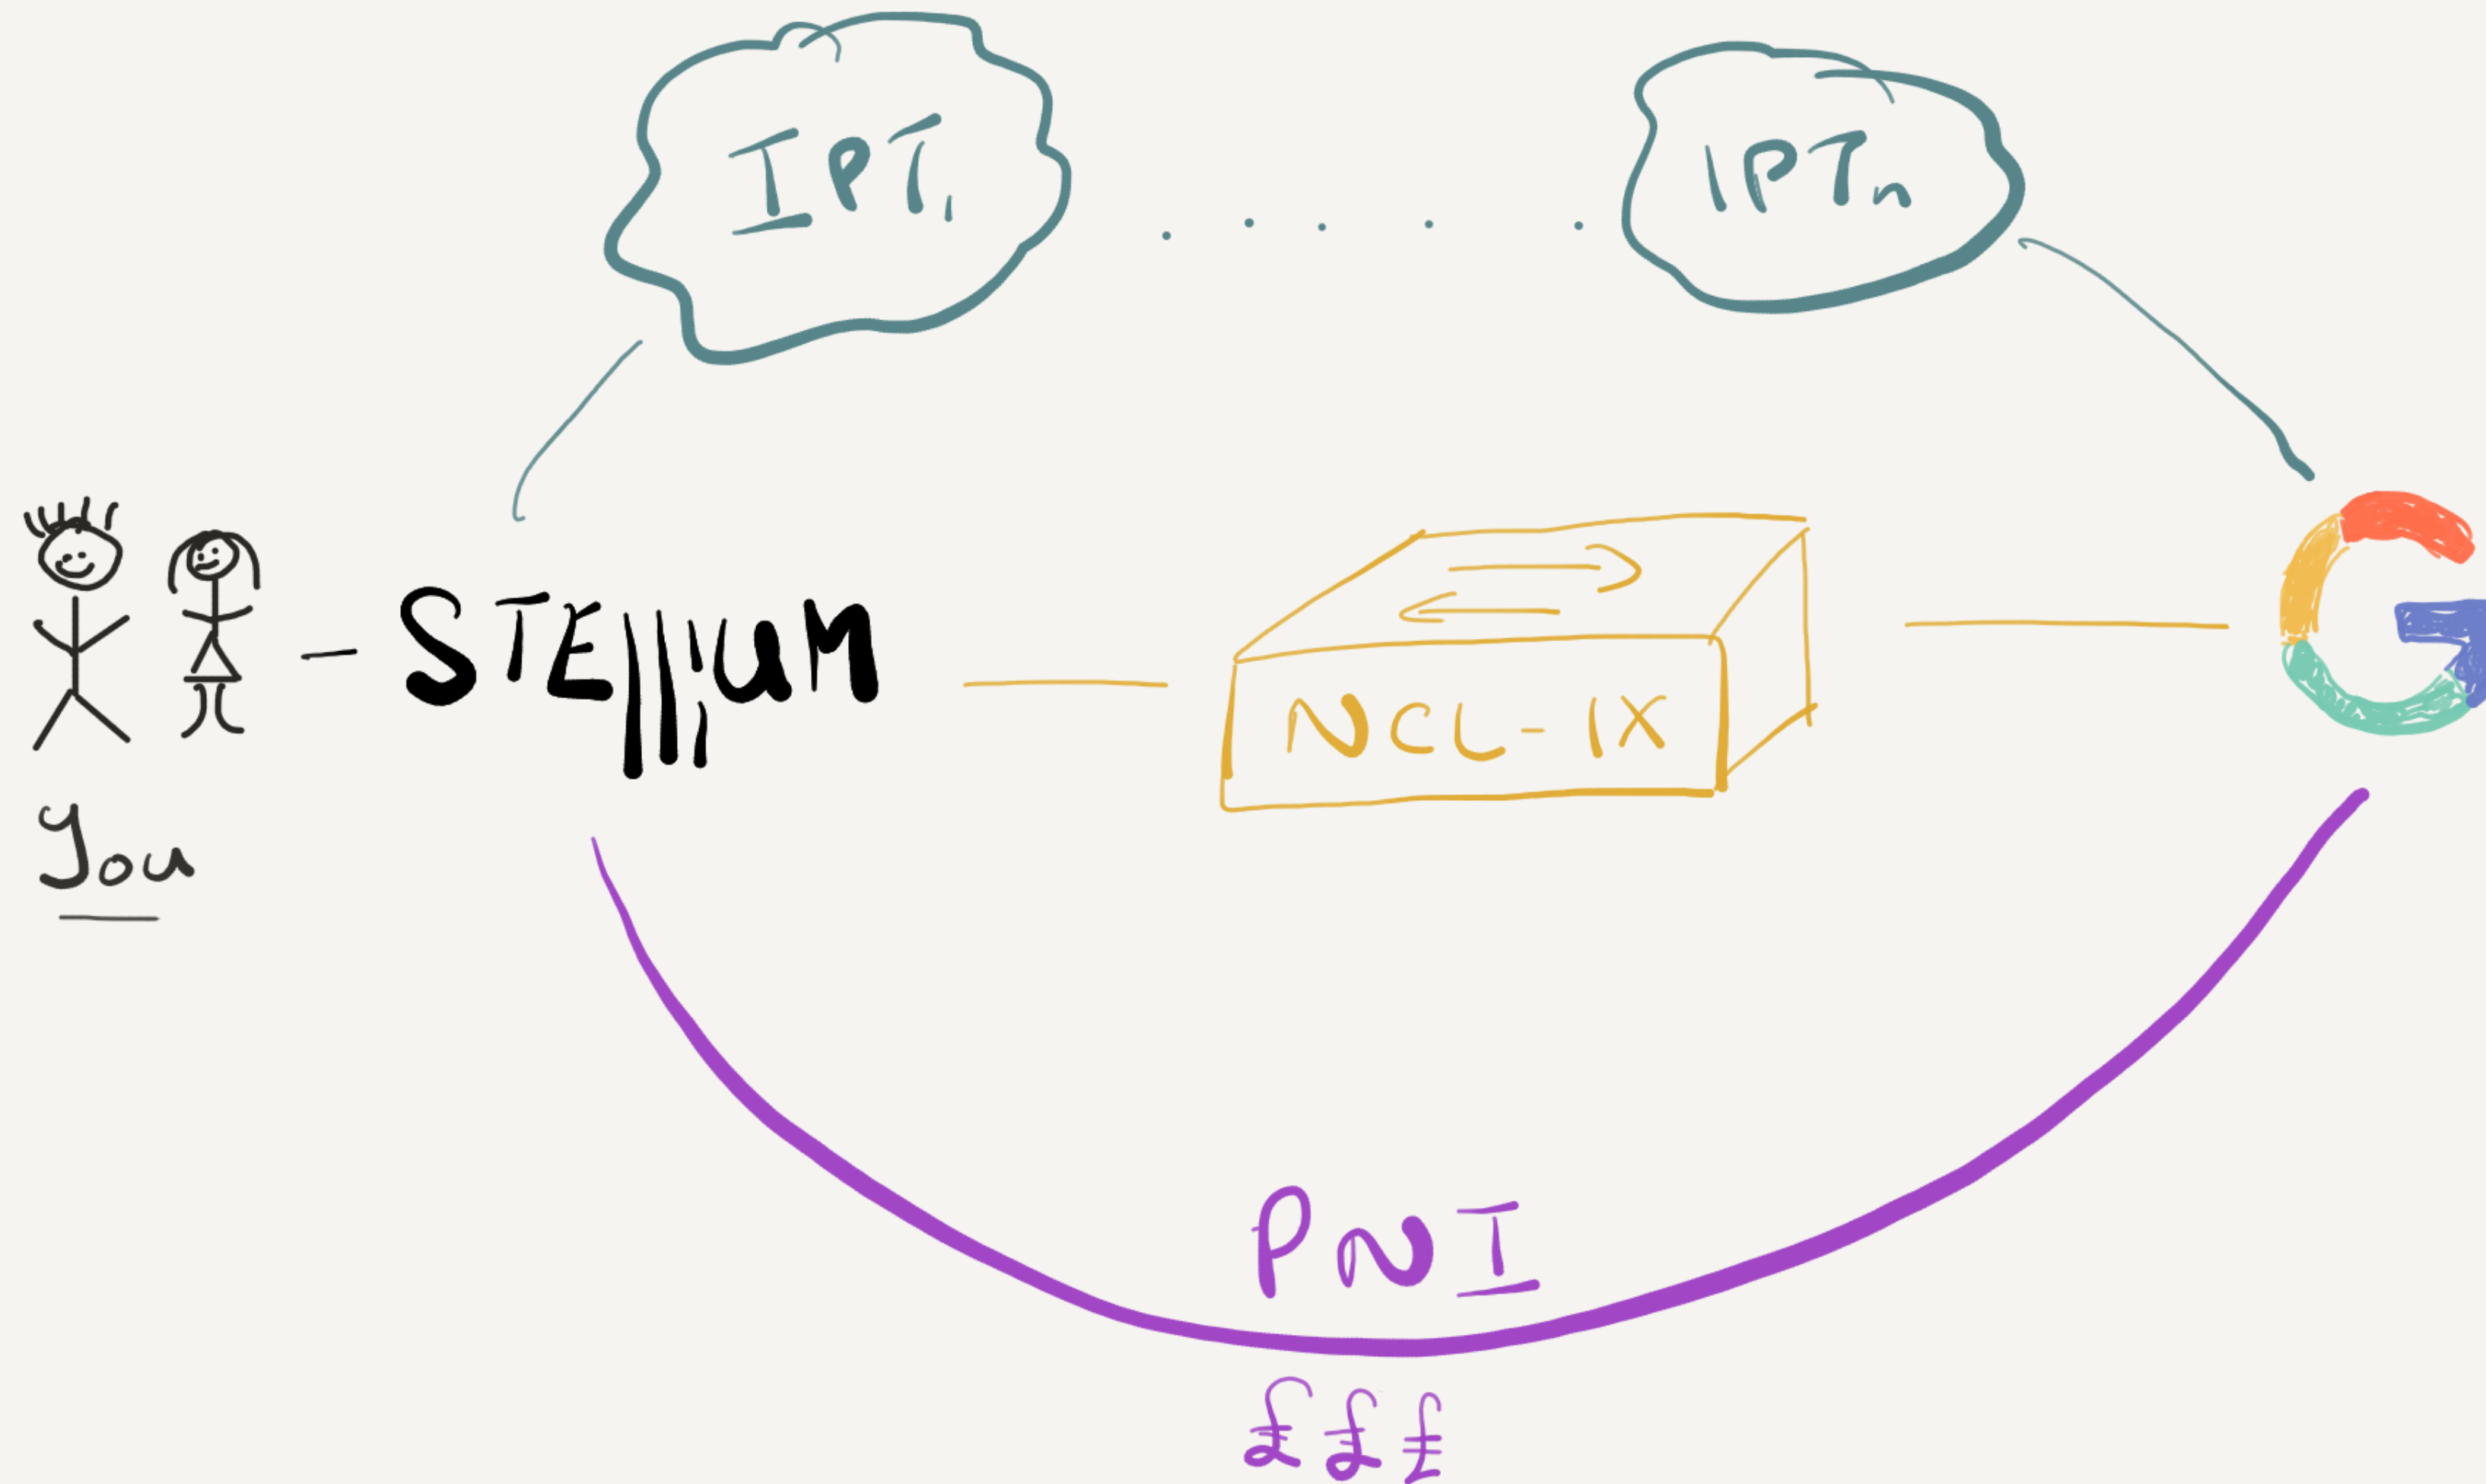 IPT1
IPTn
STELLIUM
NCL-IX
G
You
PNI
£££